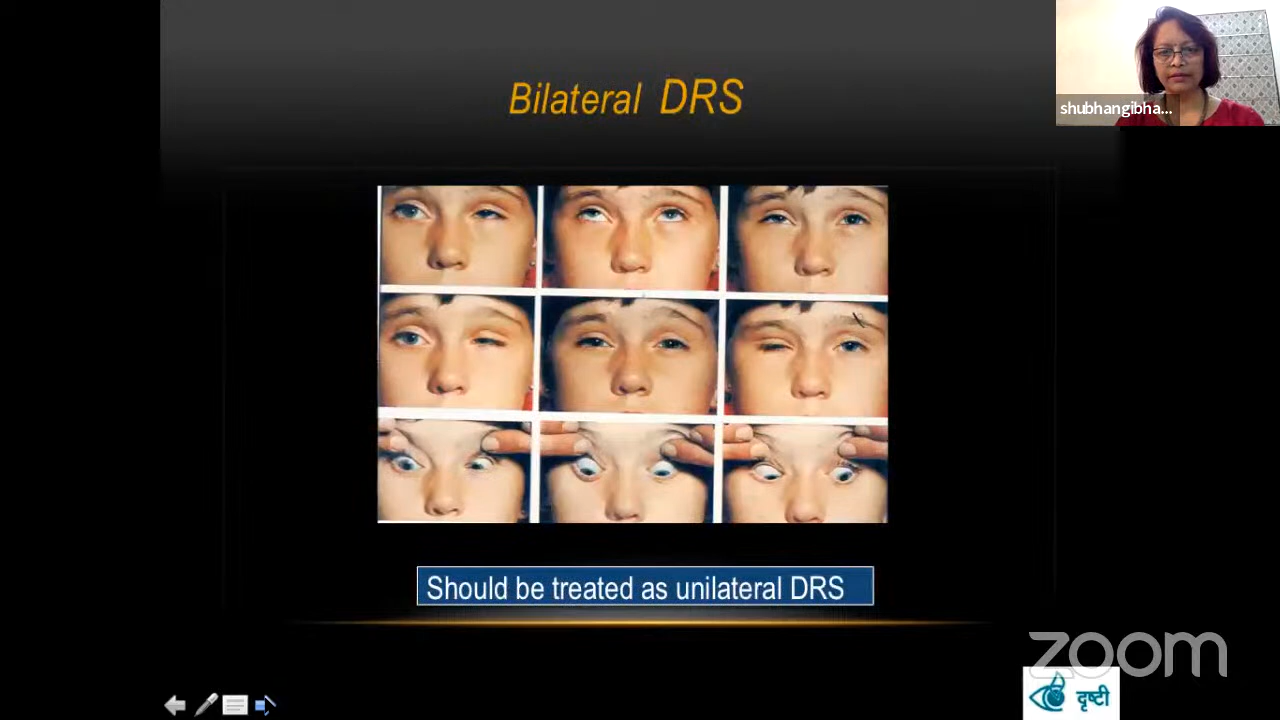 Bilateral DRS
shubhangibha...
Should be treated as unilateral DRS
zoom
दृष्टी